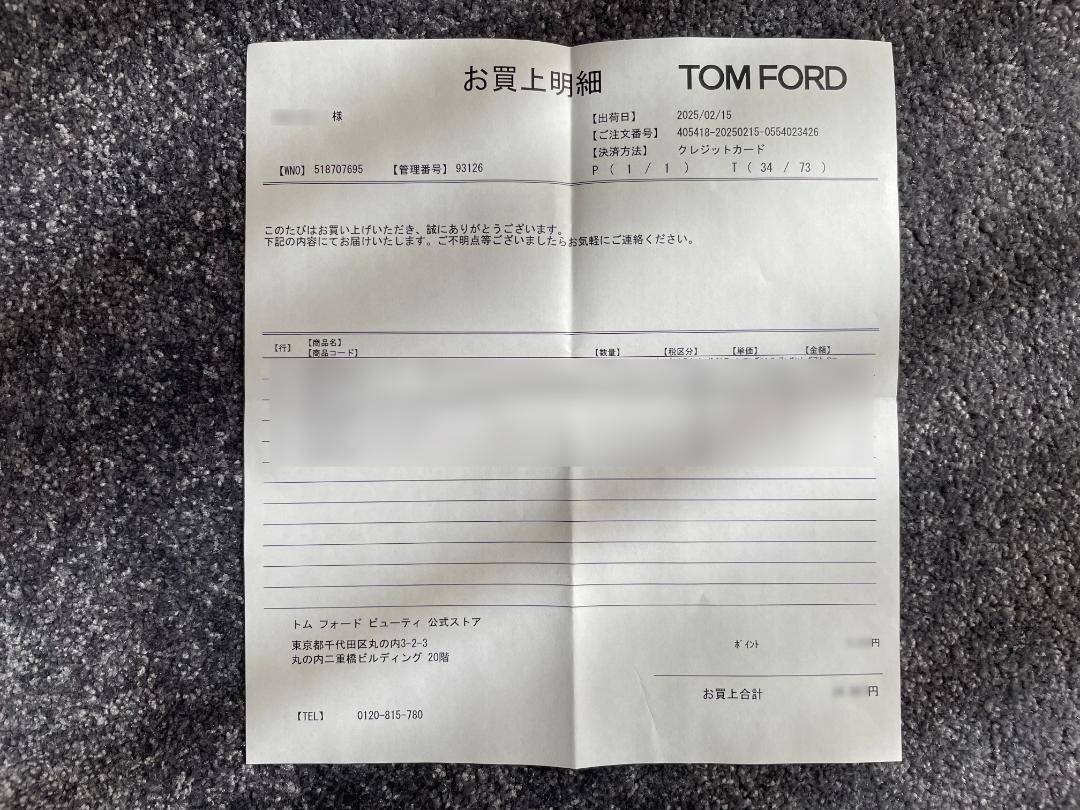 お買上明細
TOM FORD
様
【出荷日】 2025/02/15
【ご注文番号】 405418-20250215-0554023426
【決済方法】 クレジットカード
【WNO】 518707695 【管理番号】 93126
P ( 1 / 1 ) T ( 34 / 73 )
このたびはお買い上げいただき、誠にありがとうございます。
下記の内容にてお届けいたします。ご不明点等ございましたらお気軽にご連絡ください。
【行】 【商品名】
【商品コード】 【数量】 【税区分】 【単価】 【金額】
トム フォード ビューティ 公式ストア
東京都千代田区丸の内3-2-3
丸の内二重橋ビルディング 20階
ポイント 円
お買上合計 円
【TEL】 0120-815-780